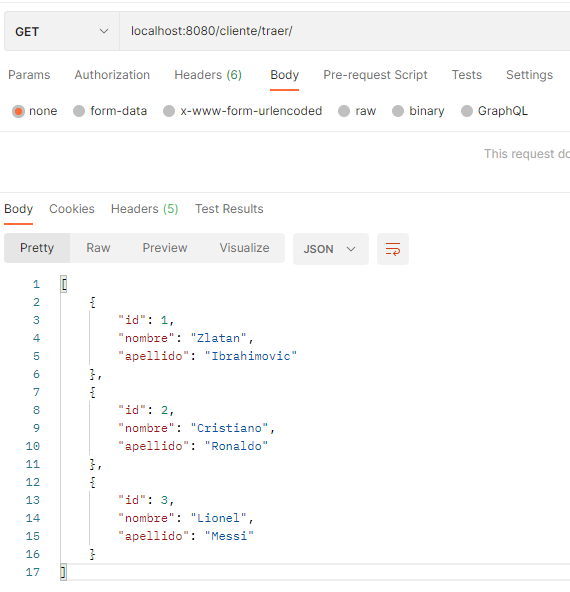 GET localhost:8080/cliente/traer/
Params Authorization Headers (6) Body Pre-request Script Tests Settings
none form-data x-www-form-urlencoded raw binary GraphQL
This request do
Body Cookies Headers (5) Test Results
Pretty Raw Preview Visualize JSON
1 [
2 {
3 "id": 1,
4 "nombre": "Zlatan",
5 "apellido": "Ibrahimovic"
6 },
7 {
8 "id": 2,
9 "nombre": "Cristiano",
10 "apellido": "Ronaldo"
11 },
12 {
13 "id": 3,
14 "nombre": "Lionel",
15 "apellido": "Messi"
16 }
17 ]